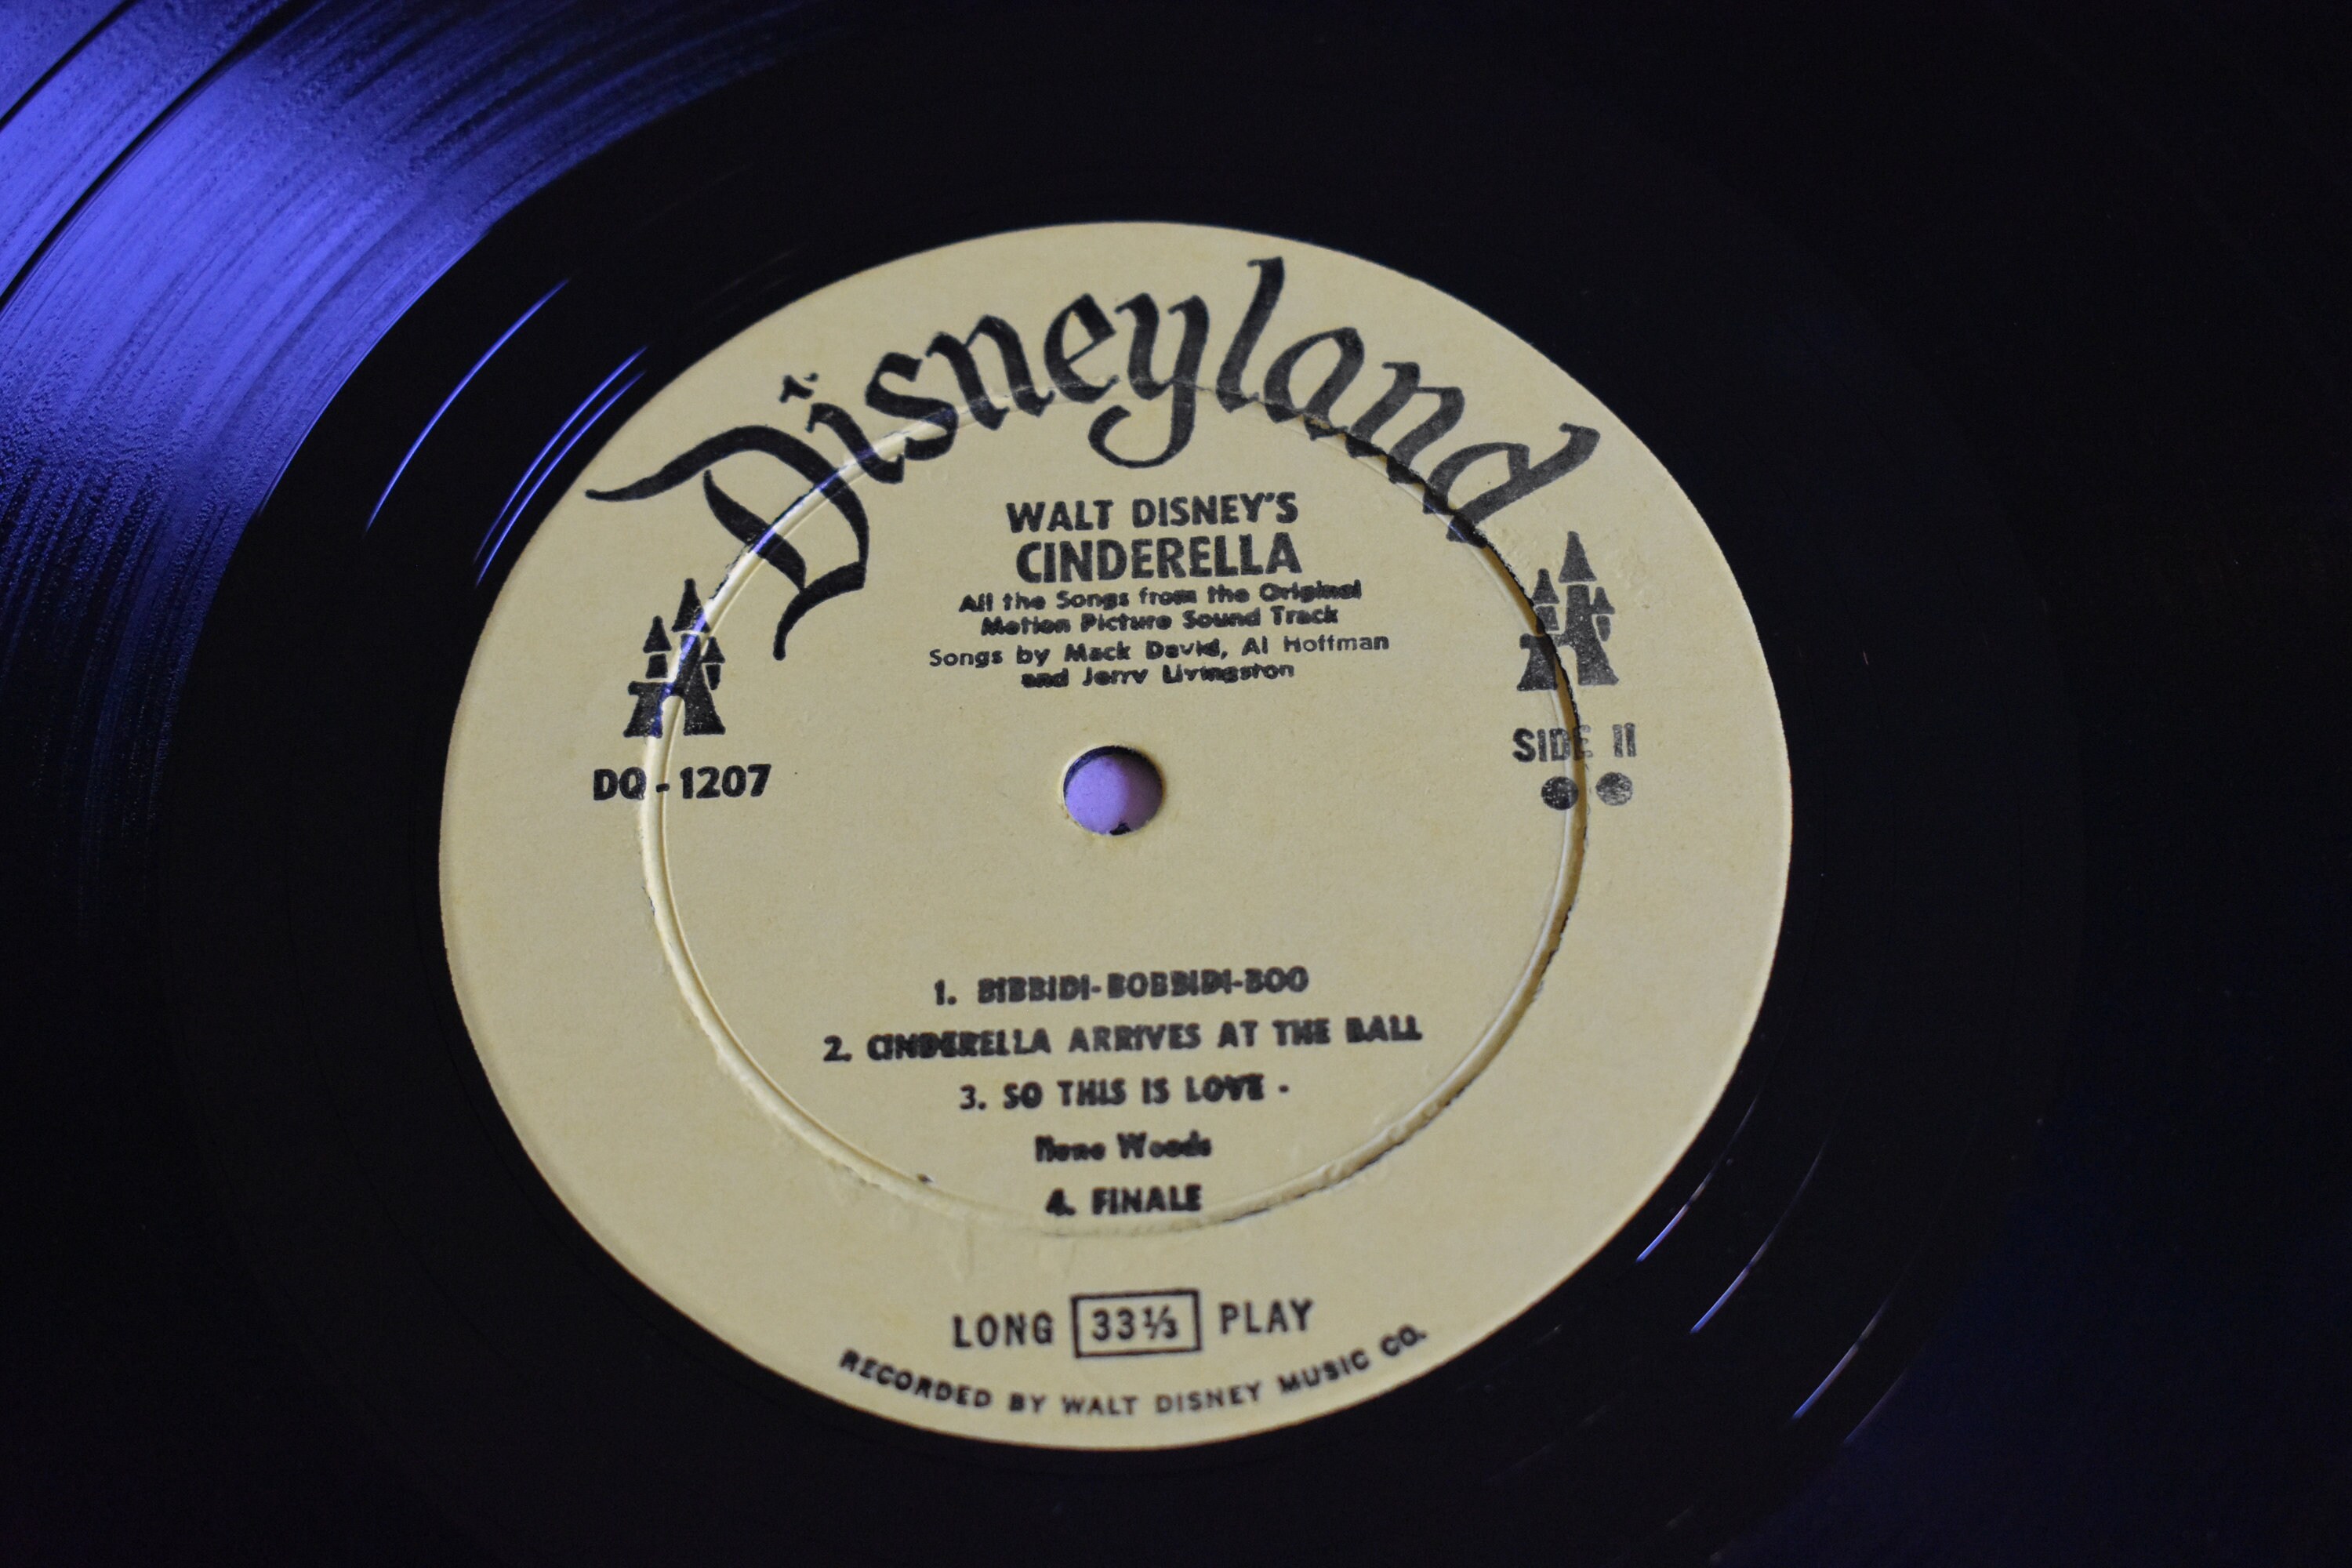 Disneyland
WALT DISNEY'S
CINDERELLA
All the Songs from the Original
Motion Picture Sound Track
Songs by Mack David, Al Hoffman
and Jerry Livingston
DQ-1207
SIDE II
1. BIBBIDI-BOBBIDI-BOO
2. CINDERELLA ARRIVES AT THE BALL
3. SO THIS IS LOVE -
Ilene Woods
4. FINALE
LONG 33⅓ PLAY
RECORDED BY WALT DISNEY MUSIC CO.